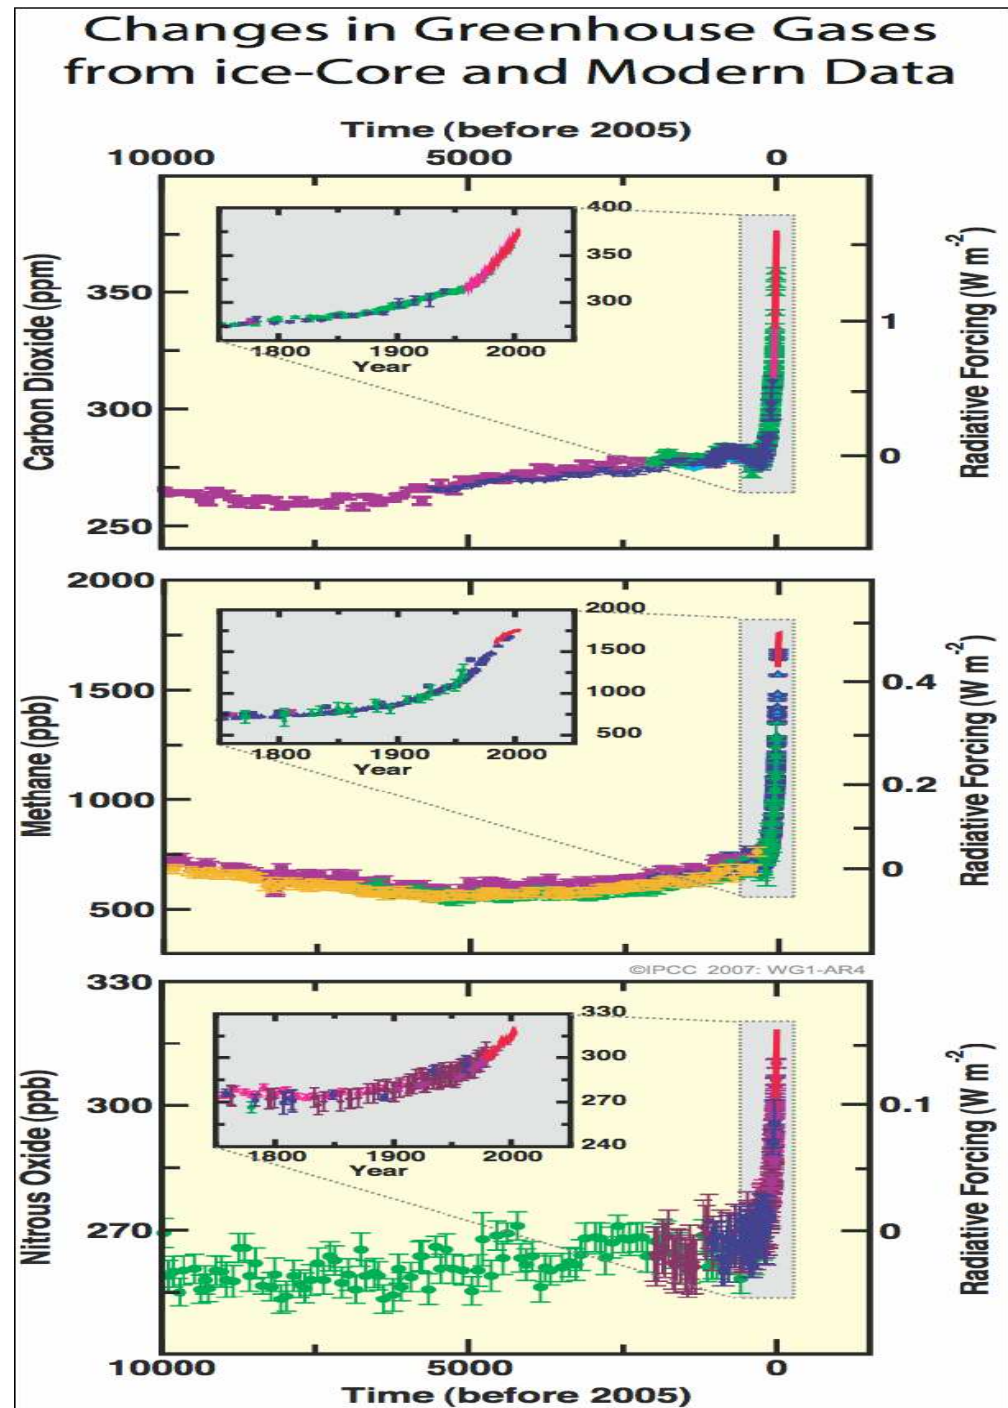 Changes in Greenhouse Gases
from ice-Core and Modern Data
Time (before 2005)
10000 5000 0
Carbon Dioxide (ppm)
350
300
250
400
350
300
1800 1900 2000
Year
1
0
Radiative Forcing (W m-2)
Methane (ppb)
2000
1500
1000
500
2000
1500
1000
500
1800 1900 2000
Year
0.4
0.2
0
Radiative Forcing (W m-2)
©IPCC 2007: WG1-AR4
Nitrous Oxide (ppb)
330
300
270
330
300
270
240
1800 1900 2000
Year
0.1
0
Radiative Forcing (W m-2)
10000 5000 0
Time (before 2005)